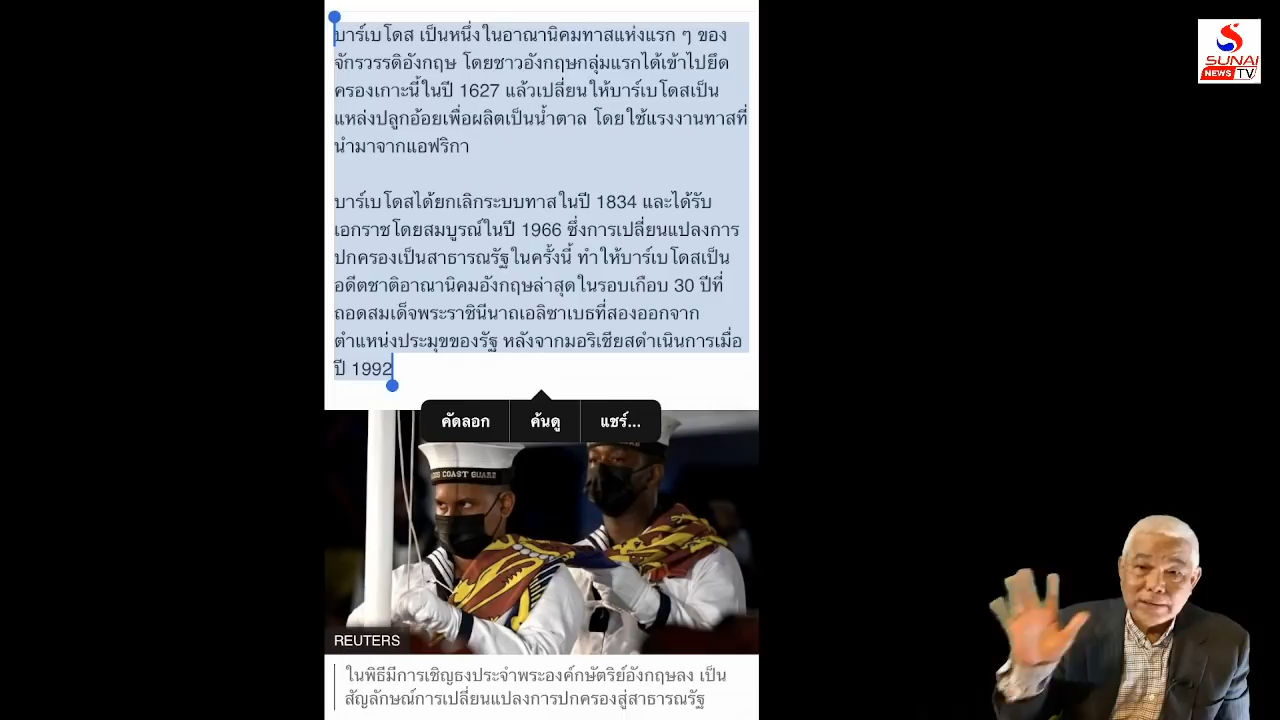 บาร์เบโดส เป็นหนึ่งในอาณานิคมทาสแห่งแรก ๆ ของ
จักรวรรดิอังกฤษ โดยชาวอังกฤษกลุ่มแรกได้เข้าไปยึด
ครองเกาะนี้ในปี 1627 แล้วเปลี่ยนให้บาร์เบโดสเป็น
แหล่งปลูกอ้อยเพื่อผลิตเป็นน้ำตาล โดยใช้แรงงานทาสที่
นำมาจากแอฟริกา
บาร์เบโดสได้ยกเลิกระบบทาสในปี 1834 และได้รับ
เอกราชโดยสมบูรณ์ในปี 1966 ซึ่งการเปลี่ยนแปลงการ
ปกครองเป็นสาธารณรัฐในครั้งนี้ ทำให้บาร์เบโดสเป็น
อดีตชาติอาณานิคมอังกฤษล่าสุดในรอบเกือบ 30 ปีที่
ถอดสมเด็จพระราชินีนาถเอลิซาเบธที่สองออกจาก
ตำแหน่งประมุขของรัฐ หลังจากมอริเชียสดำเนินการเมื่อ
ปี 1992
คัดลอก ค้นดู แชร์...
COAST GUARD
REUTERS
ในพิธีมีการเชิญธงประจำพระองค์กษัตริย์อังกฤษลง เป็น
สัญลักษณ์การเปลี่ยนแปลงการปกครองสู่สาธารณรัฐ
SUNAI
NEWS TV